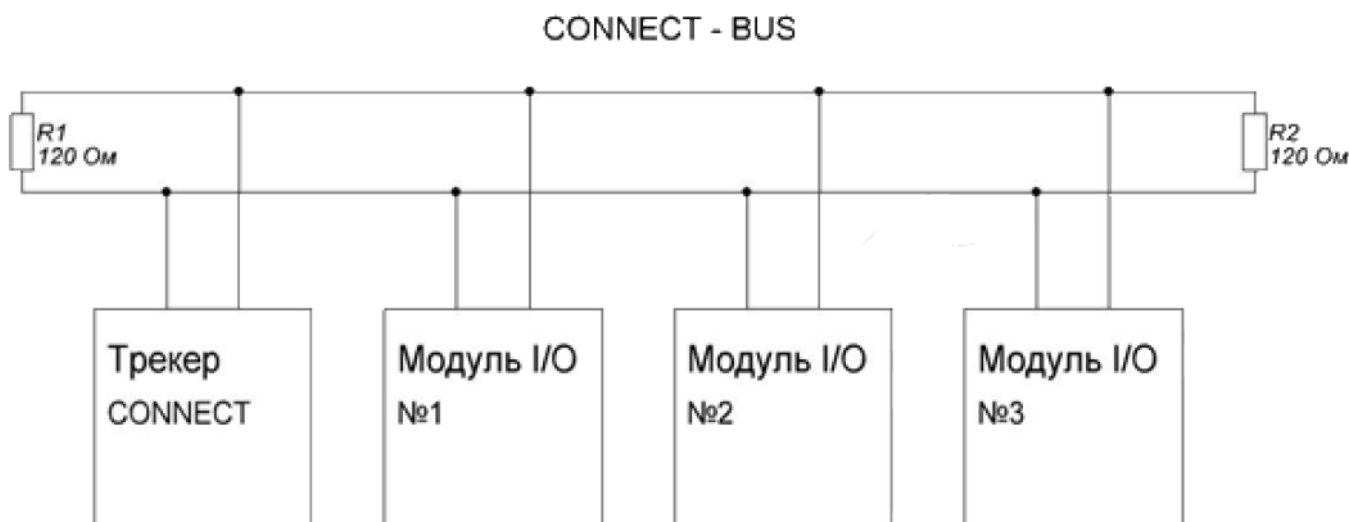 CONNECT - BUS
R1
120 Ом
R2
120 Ом
Трекер
CONNECT
Модуль I/O
№1
Модуль I/O
№2
Модуль I/O
№3